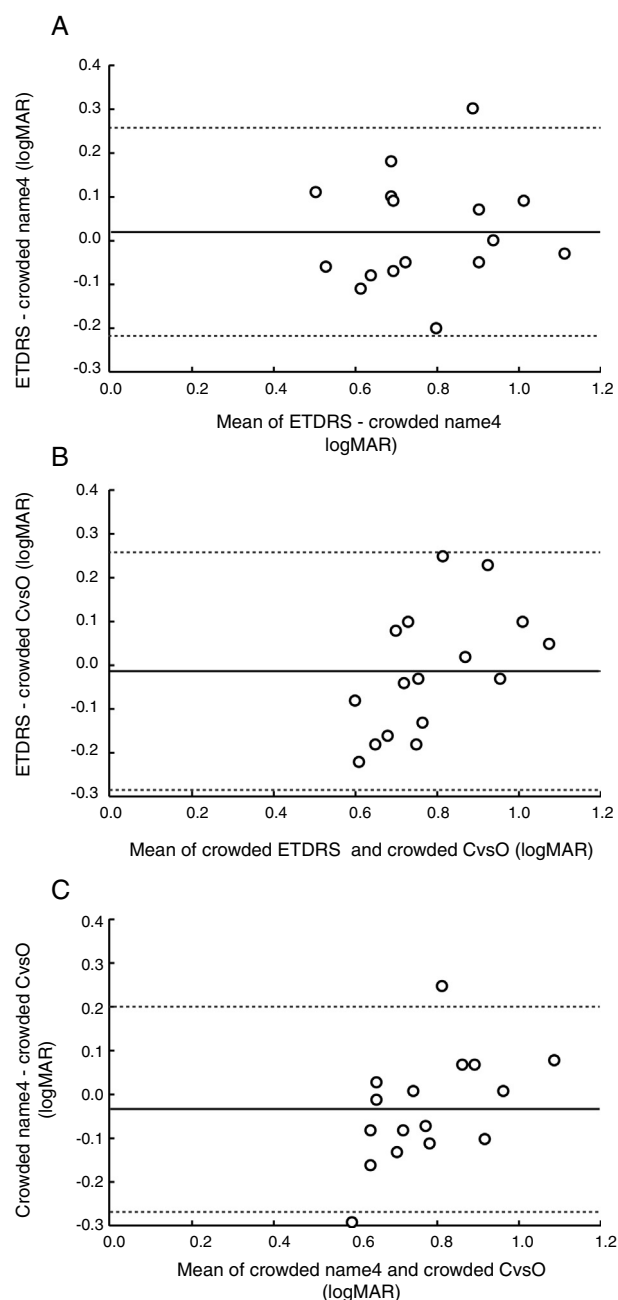 A
ETDRS - crowded name4 (logMAR)
0.4
0.3
0.2
0.1
0.0
-0.1
-0.2
-0.3
0.0 0.2 0.4 0.6 0.8 1.0 1.2
Mean of ETDRS - crowded name4
logMAR)
B
ETDRS - crowded CvsO (logMAR)
0.4
0.3
0.2
0.1
0.0
-0.1
-0.2
-0.3
0.0 0.2 0.4 0.6 0.8 1.0 1.2
Mean of crowded ETDRS and crowded CvsO (logMAR)
C
Crowded name4 - crowded CvsO
(logMAR)
0.4
0.3
0.2
0.1
0.0
-0.1
-0.2
-0.3
0.0 0.2 0.4 0.6 0.8 1.0 1.2
Mean of crowded name4 and crowded CvsO
(logMAR)